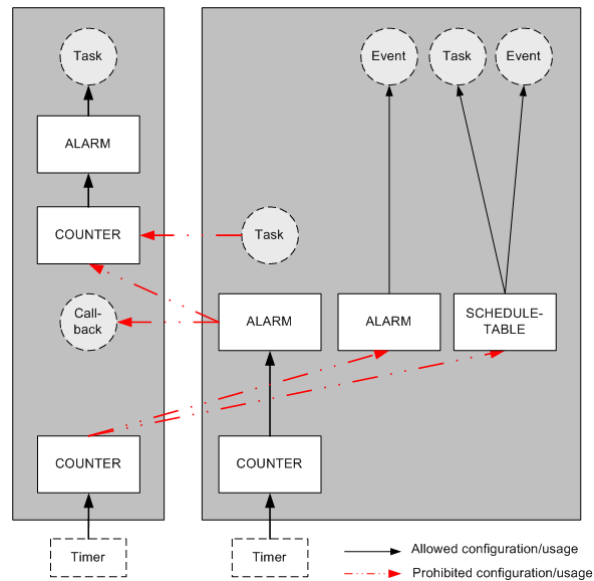 Task
Event
Task
Event
ALARM
COUNTER
Task
Call-
back
ALARM
ALARM
SCHEDULE-
TABLE
COUNTER
COUNTER
Timer
Timer
Allowed configuration/usage
Prohibited configuration/usage